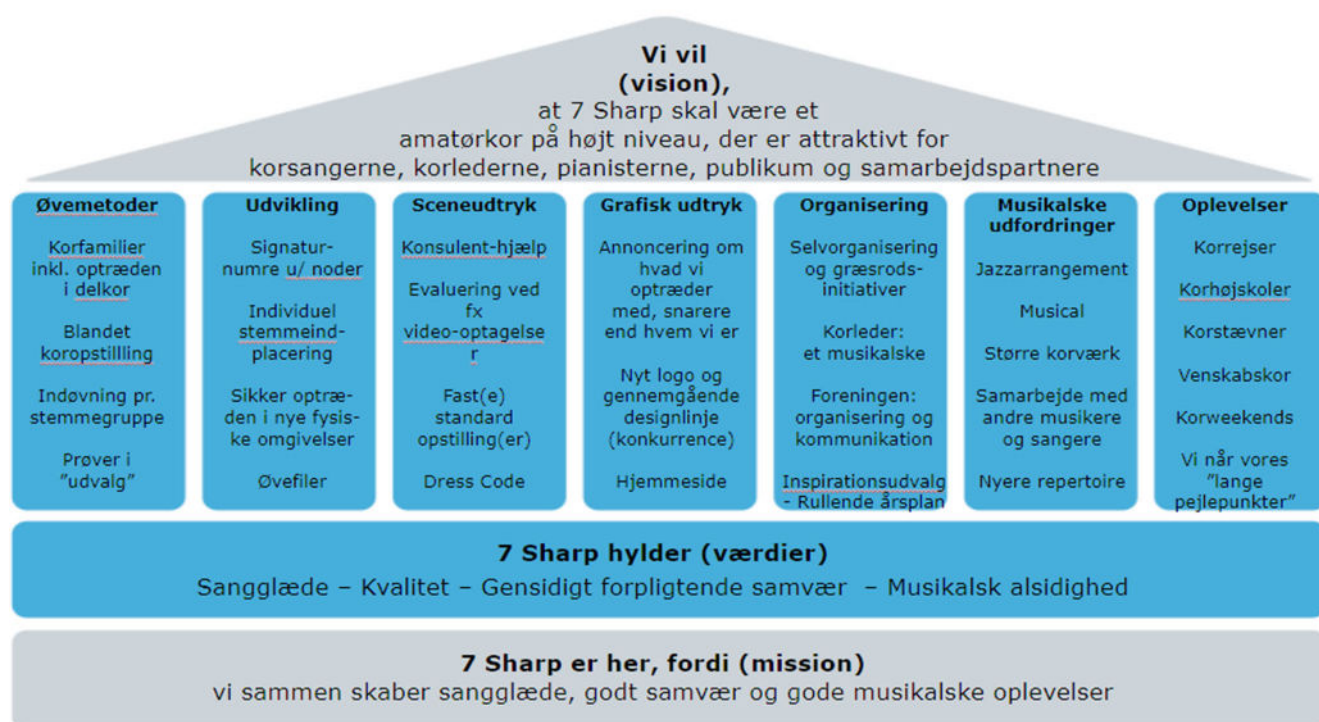 Vi vil
(vision),
at 7 Sharp skal være et
amatørkor på højt niveau, der er attraktivt for
korsangerne, korlederne, pianisterne, publikum og samarbejdspartnere
Øvemetoder
Korfamilier
inkl. optræden
i delkor
Blandet
koropstillling
Indøvning pr.
stemmegruppe
Prøver i
”udvalg”
Udvikling
Signatur-
numre u/ noder
Individuel
stemmeind-
placering
Sikker optræ-
den i nye fysis-
ke omgivelser
Øvefiler
Sceneudtryk
Konsulent-hjælp
Evaluering ved
fx
video-optagelse
r
Fast(e)
standard
opstilling(er)
Dress Code
Grafisk udtryk
Annoncering om
hvad vi
optræder
med, snarere
end hvem vi er
Nyt logo og
gennemgående
designlinje
(konkurrence)
Hjemmeside
Organisering
Selvorganisering
og græsrods-
initiativer
Korleder:
et musikalske
Foreningen:
organisering og
kommunikation
Inspirationsudvalg
- Rullende årsplan
Musikalske
udfordringer
Jazzarrangement
Musical
Større korværk
Samarbejde med
andre musikere
og sangere
Nyere repertoire
Oplevelser
Korrejser
Korhøjskoler
Korstævner
Venskabskor
Korweekends
Vi når vores
”lange
pejlepunkter”
7 Sharp hylder (værdier)
Sangglæde – Kvalitet – Gensidigt forpligtende samvær – Musikalsk alsidighed
7 Sharp er her, fordi (mission)
vi sammen skaber sangglæde, godt samvær og gode musikalske oplevelser